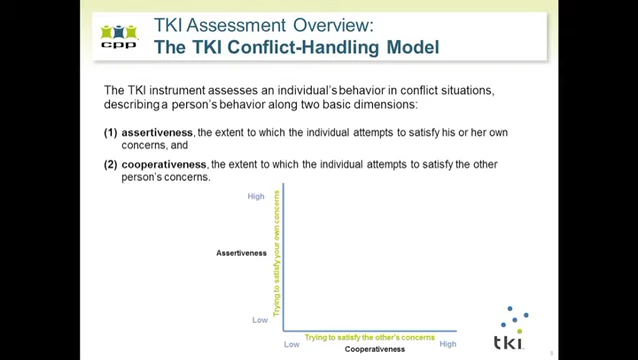 TKI Assessment Overview:
The TKI Conflict-Handling Model
cpp
The TKI instrument assesses an individual's behavior in conflict situations,
describing a person's behavior along two basic dimensions:
(1) assertiveness, the extent to which the individual attempts to satisfy his or her own
concerns, and
(2) cooperativeness, the extent to which the individual attempts to satisfy the other
person's concerns.
High
Trying to satisfy your own concerns
Assertiveness
Low
Trying to satisfy the other's concerns
Low
High
Cooperativeness
tki